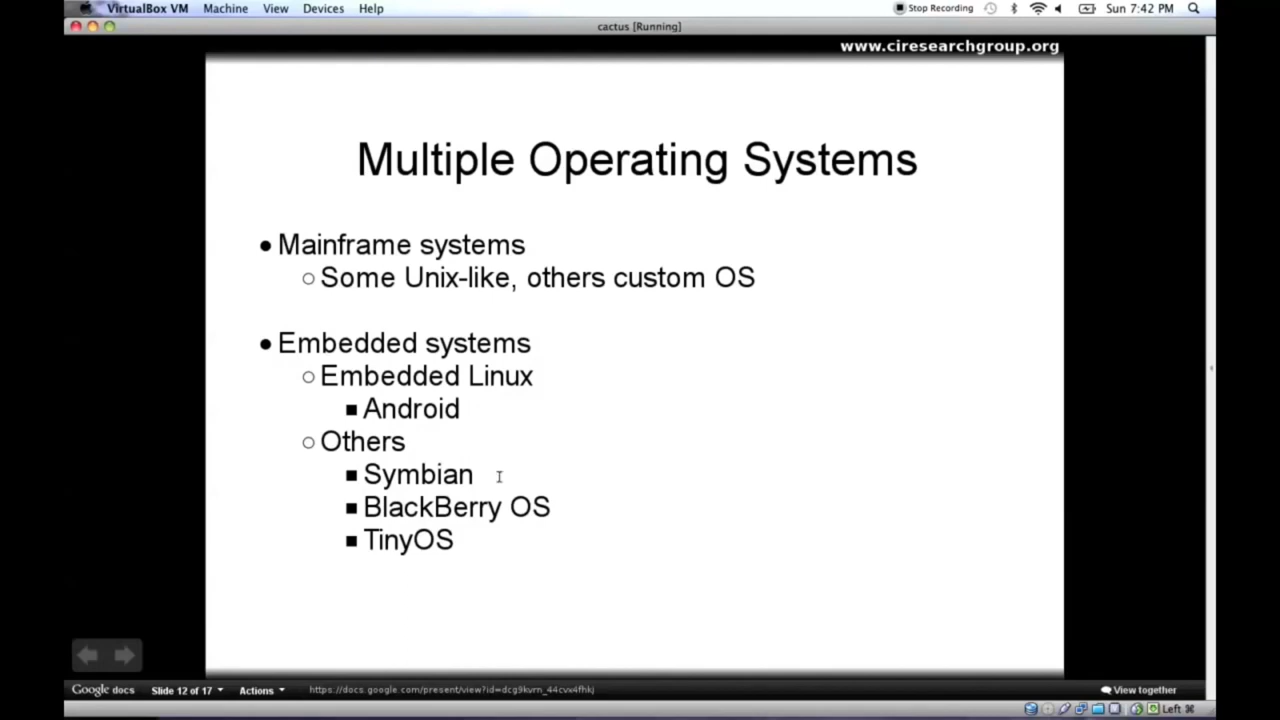 VirtualBox VM Machine View Devices Help Stop Recording Sun 7:42 PM
cactus [Running]
www.ciresearchgroup.org
Multiple Operating Systems
Mainframe systems
Some Unix-like, others custom OS
Embedded systems
Embedded Linux
Android
Others
Symbian
BlackBerry OS
TinyOS
Google docs Slide 12 of 17 Actions View together
Left ⌘